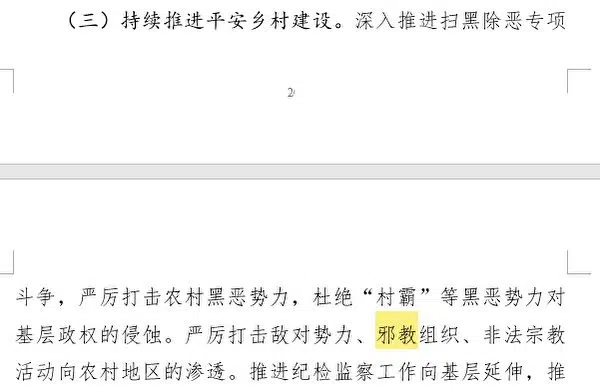 （三）持续推进平安乡村建设。深入推进扫黑除恶专项
斗争，严厉打击农村黑恶势力，杜绝“村霸”等黑恶势力对
基层政权的侵蚀。严厉打击敌对势力、邪教组织、非法宗教
活动向农村地区的渗透。推进纪检监察工作向基层延伸，推